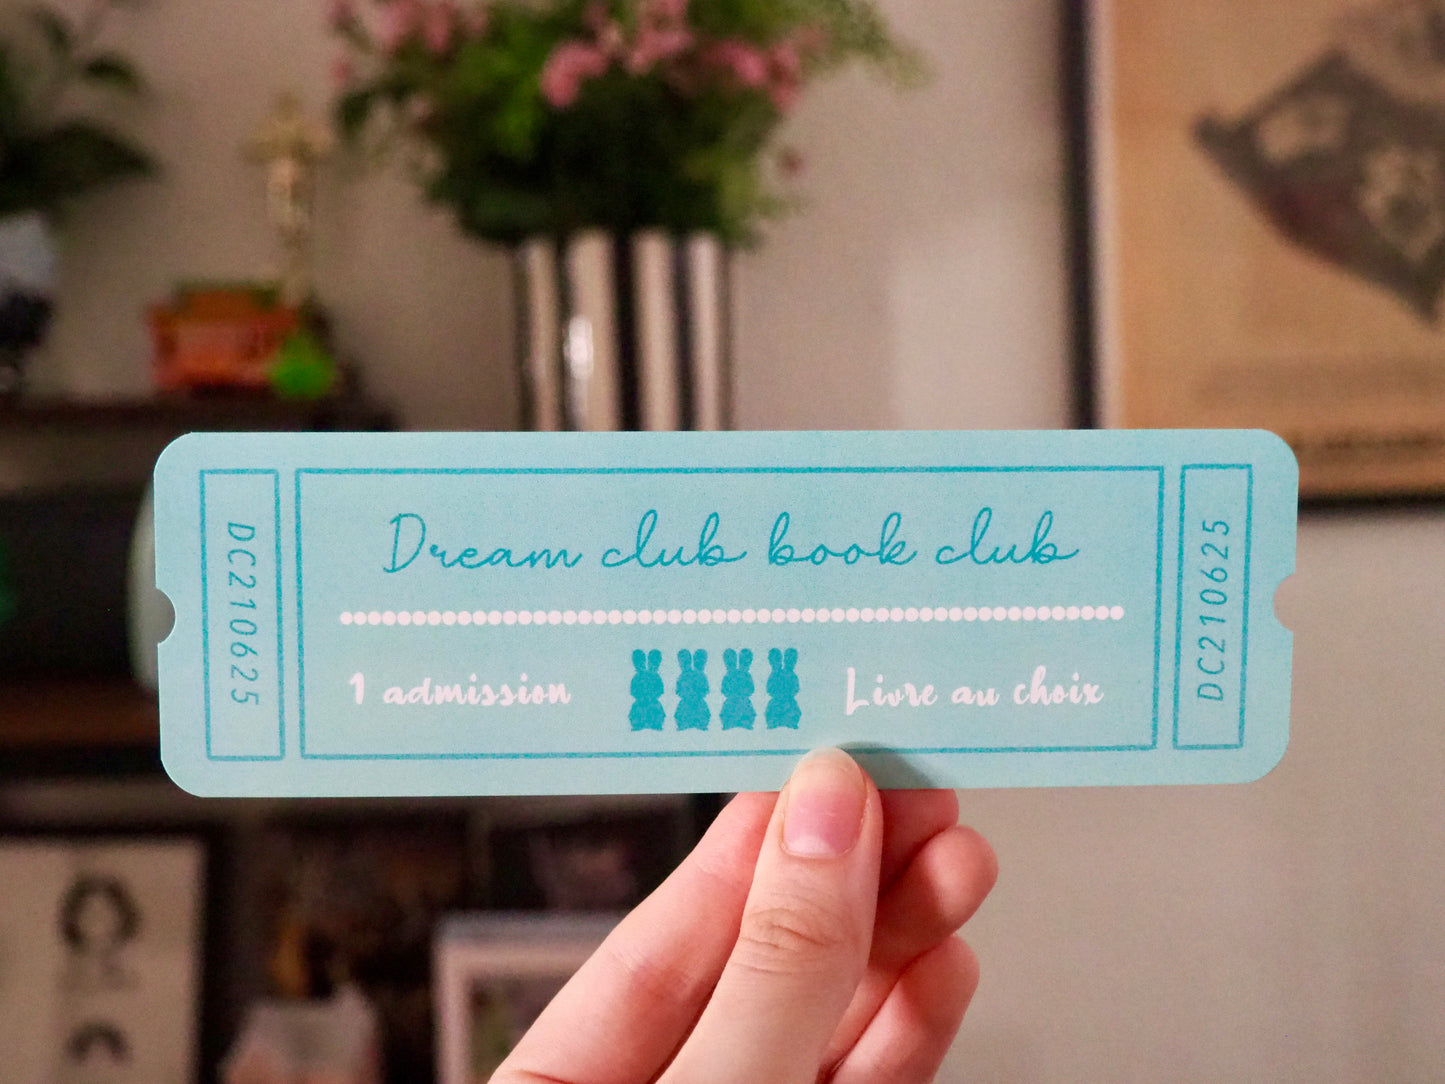 DC210625
Dream club book club
1 admission
Livre au choix
DC210625